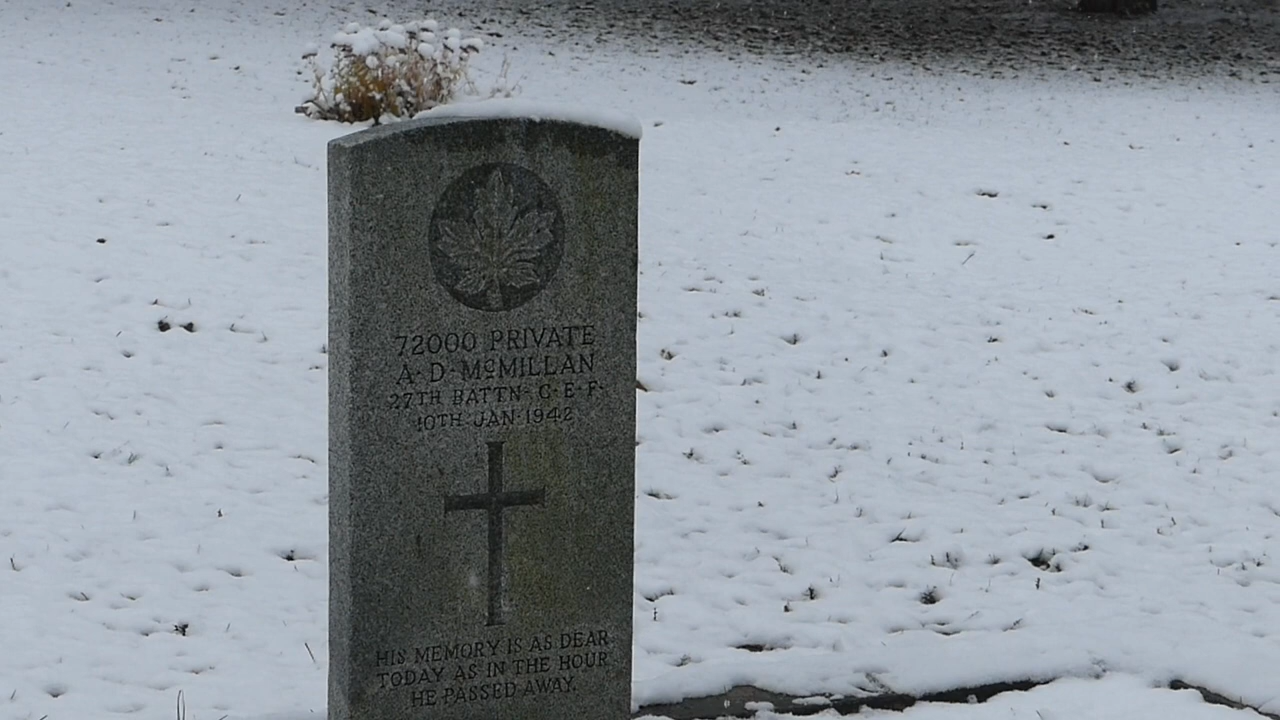 72000 PRIVATE
A·D·McMILLAN
27TH BATTN· C·E·F·
10TH JAN·1942
HIS MEMORY IS AS DEAR
TODAY AS IN THE HOUR
HE PASSED AWAY.